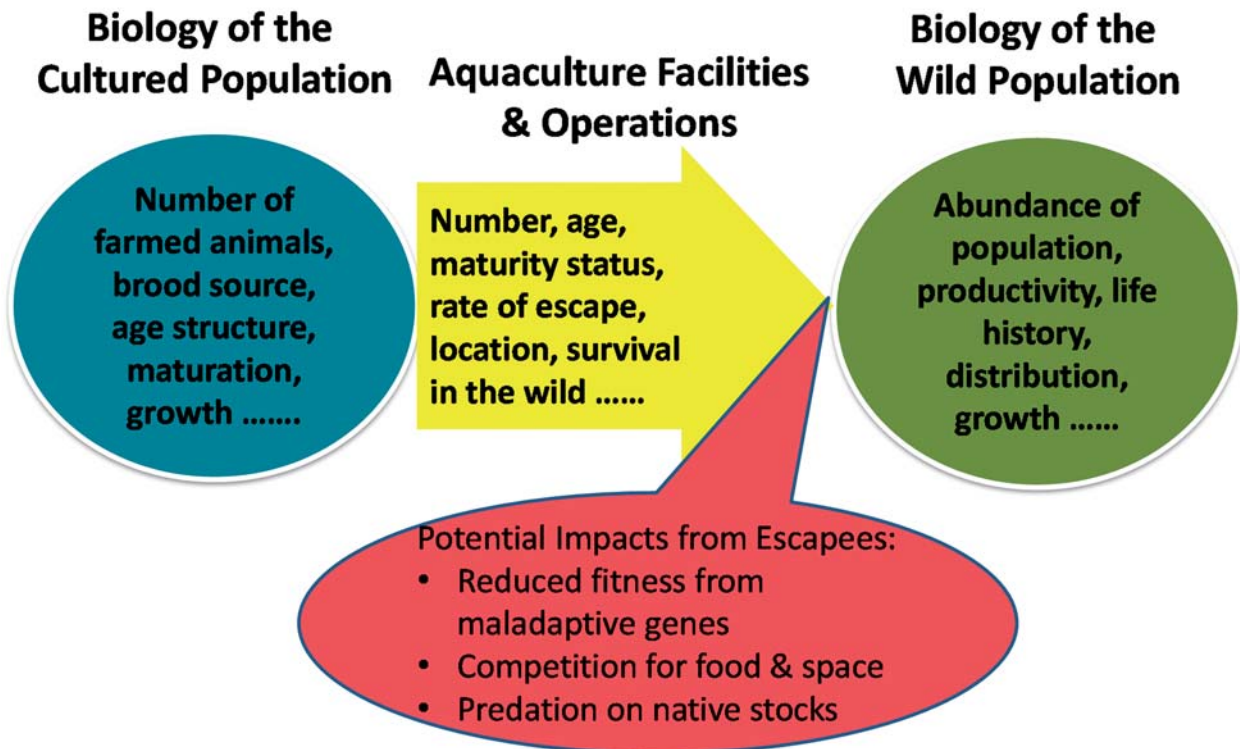 Biology of the
Cultured Population
Aquaculture Facilities
& Operations
Biology of the
Wild Population
Number of
farmed animals,
brood source,
age structure,
maturation,
growth .......
Number, age,
maturity status,
rate of escape,
location, survival
in the wild ......
Abundance of
population,
productivity, life
history,
distribution,
growth ......
Potential Impacts from Escapees:
• Reduced fitness from
maladaptive genes
• Competition for food & space
• Predation on native stocks